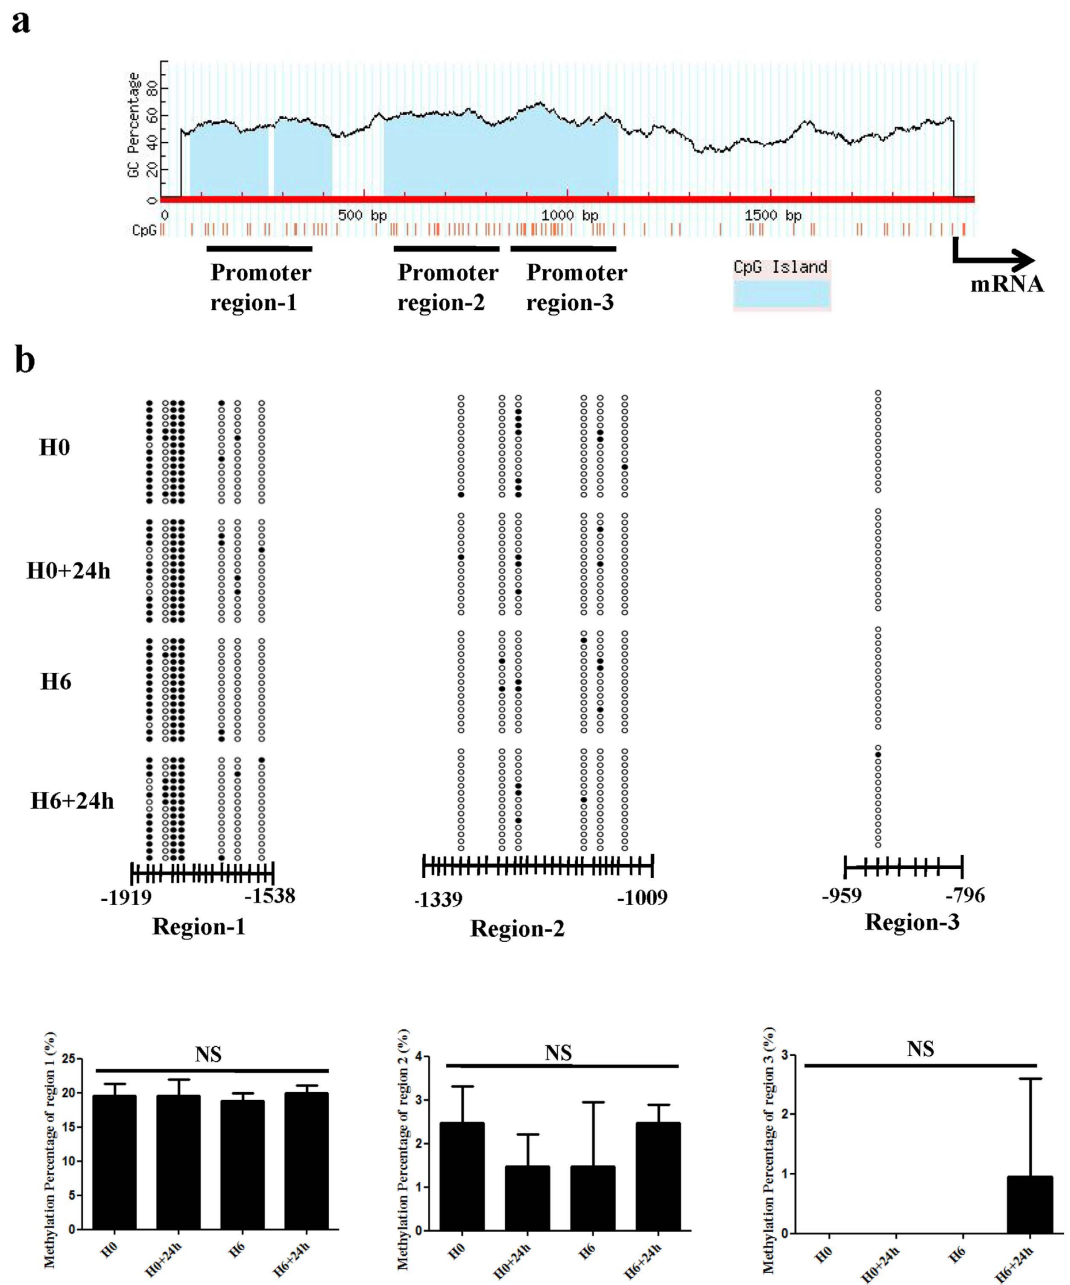 a
GC Percentage
0 20 40 60 80
0 500 bp 1000 bp 1500 bp
CpG
Promoter region-1
Promoter region-2
Promoter region-3
CpG Island
mRNA
b
H0
H0+24h
H6
H6+24h
-1919 -1538
Region-1
-1339 -1009
Region-2
-959 -796
Region-3
Methylation Percentage of region 1 (%)
NS
25
20
15
10
5
0
H0 H0+24h H6 H6+24h
Methylation Percentage of region 2 (%)
NS
4
3
2
1
0
H0 H0+24h H6 H6+24h
Methylation Percentage of region 3 (%)
NS
3
2
1
0
H0 H0+24h H6 H6+24h